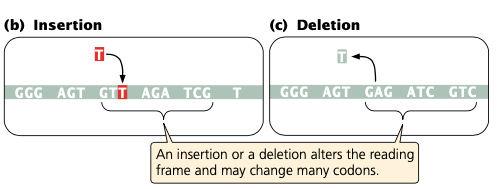 (b) Insertion
T
GGG AGT GTT AGA TCG T
(c) Deletion
T
GGG AGT GAG ATC GTC
An insertion or a deletion alters the reading
frame and may change many codons.